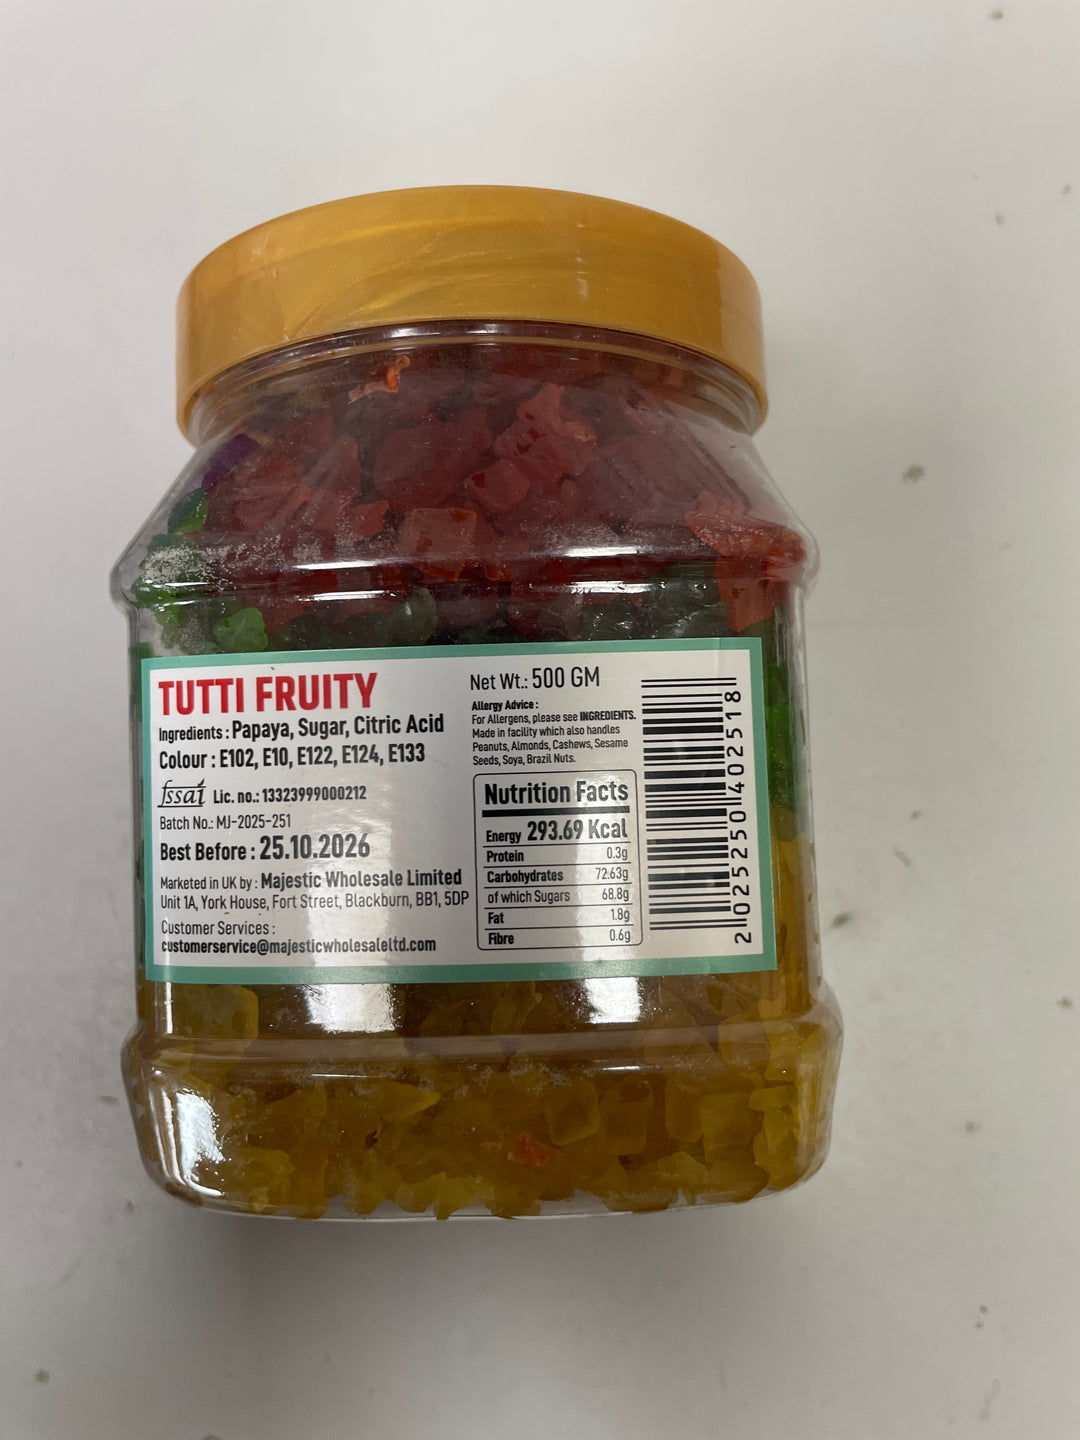 TUTTI FRUITY
Ingredients : Papaya, Sugar, Citric Acid
Colour : E102, E10, E122, E124, E133
fssai Lic. no.: 13323999000212
Batch No.: MJ-2025-251
Best Before : 25.10.2026
Marketed in UK by : Majestic Wholesale Limited
Unit 1A, York House, Fort Street, Blackburn, BB1, 5DP
Customer Services :
customerservice@majesticwholesaleltd.com
Net Wt.: 500 GM
Allergy Advice :
For Allergens, please see INGREDIENTS.
Made in facility which also handles
Peanuts, Almonds, Cashews, Sesame
Seeds, Soya, Brazil Nuts.
Nutrition Facts
Energy 293.69 Kcal
Protein 0.3g
Carbohydrates 72.63g
of which Sugars 68.8g
Fat 1.8g
Fibre 0.6g
2 025250 402518